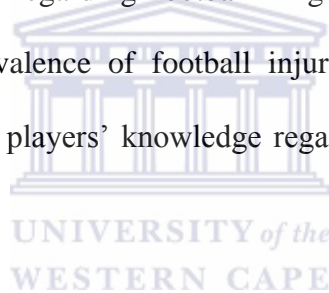 valence of football injur
players’ knowledge rega
UNIVERSITY of the
WESTERN CAPE